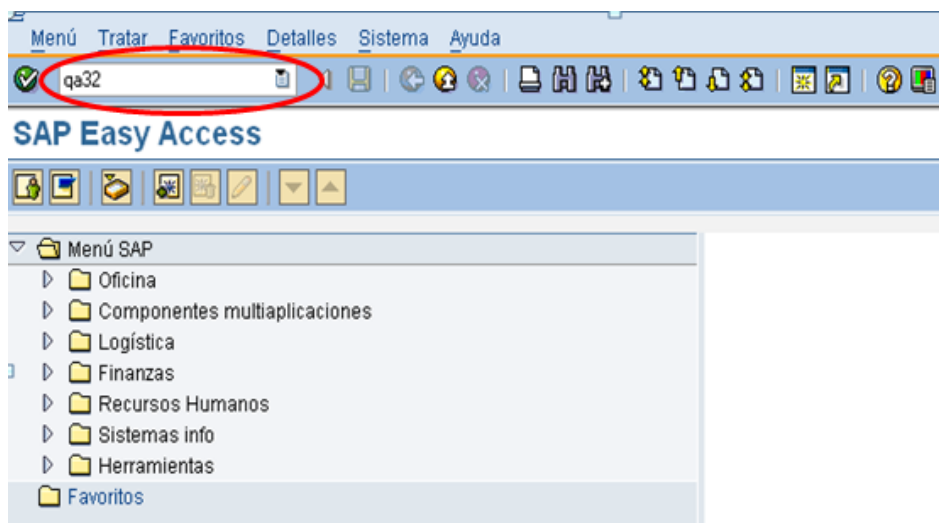 Menú Tratar Favoritos Detalles Sistema Ayuda
qa32
SAP Easy Access
Menú SAP
Oficina
Componentes multiaplicaciones
Logística
Finanzas
Recursos Humanos
Sistemas info
Herramientas
Favoritos